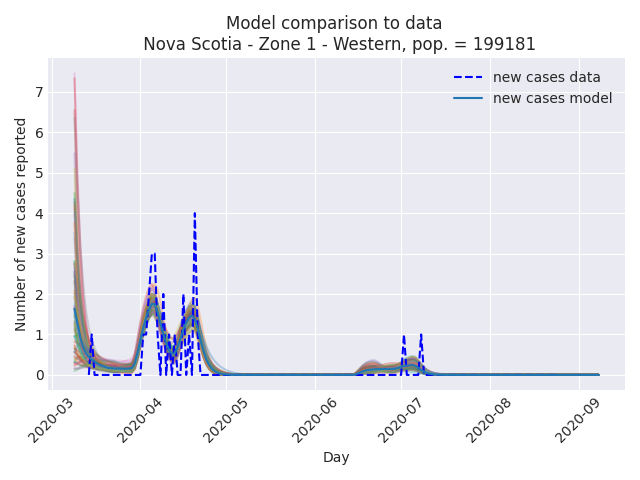 Model comparison to data
Nova Scotia - Zone 1 - Western, pop. = 199181
new cases data
new cases model
Number of new cases reported
7
6
5
4
3
2
1
0
2020-03
2020-04
2020-05
2020-06
2020-07
2020-08
2020-09
Day